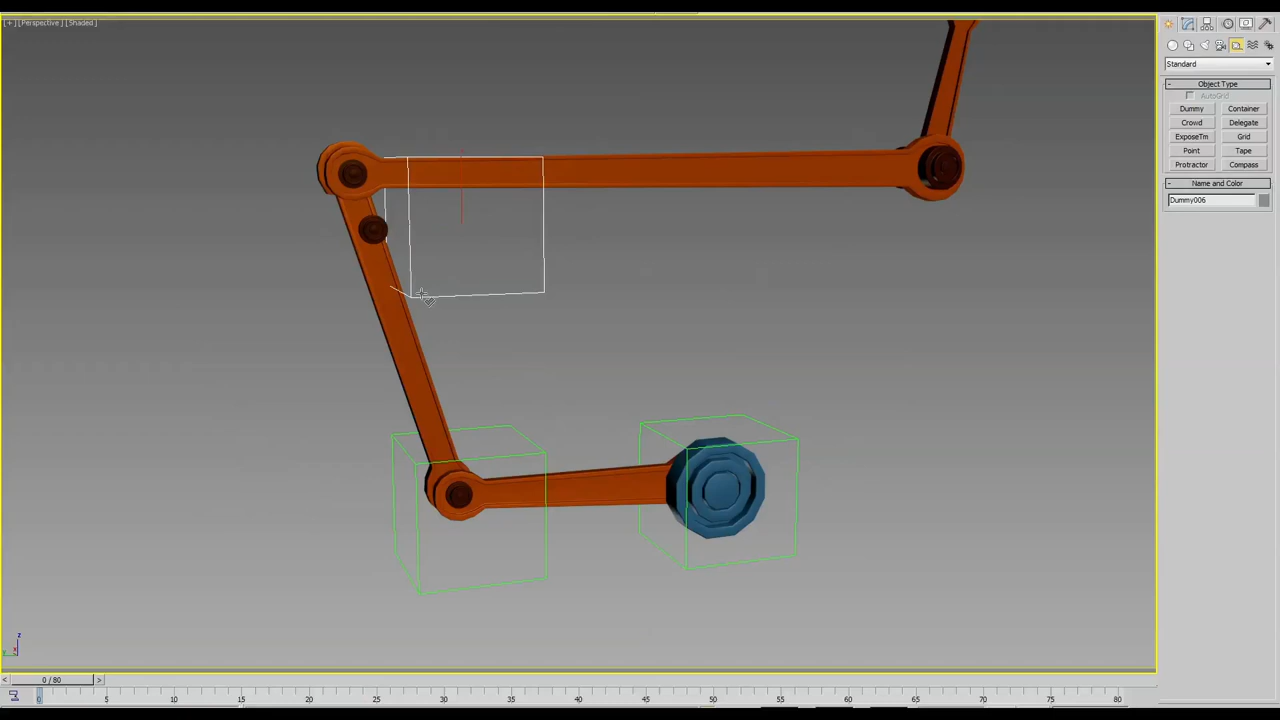 [+][Perspective][Shaded]
Standard
- Object Type
AutoGrid
Dummy Container
Crowd Delegate
ExposeTm Grid
Point Tape
Protractor Compass
- Name and Color
Dummy006
z
< 0 / 80 >
0 5 10 15 20 25 30 35 40 45 50 55 60 65 70 75 80